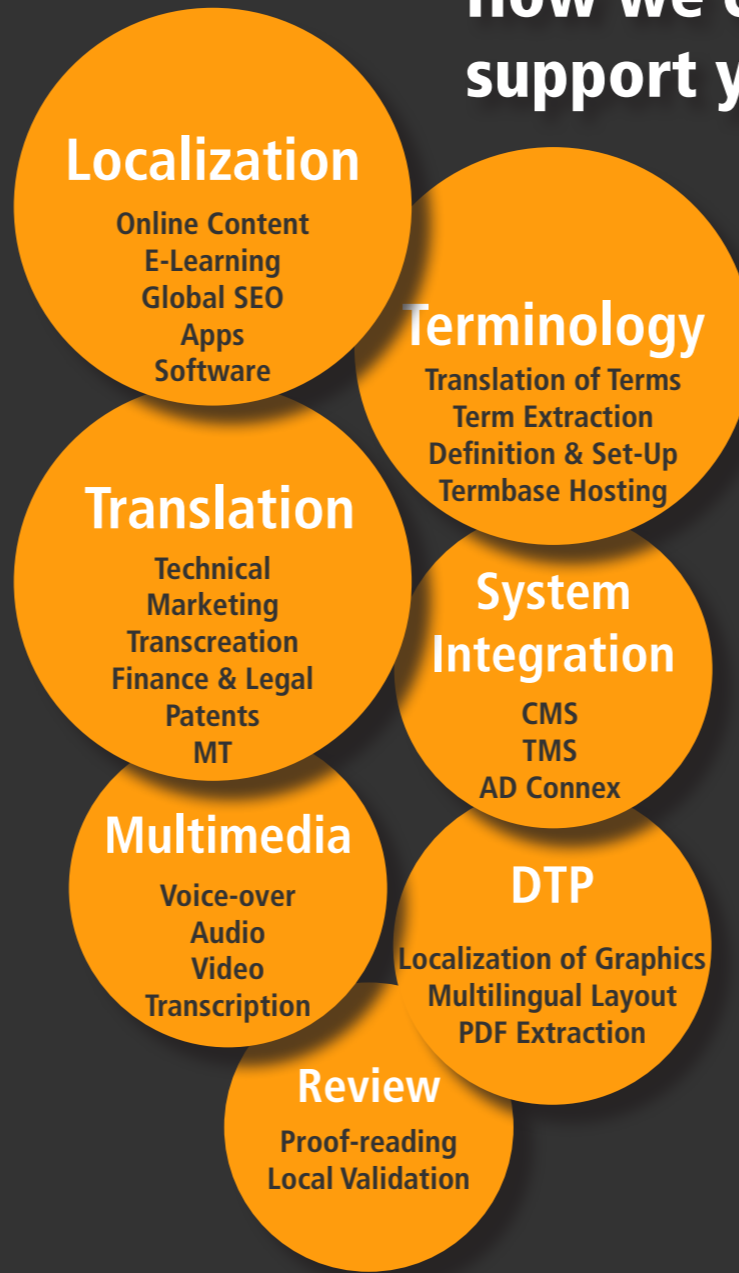 how we
support
Localization
Online Content
E-Learning
Global SEO
Apps
Software
Terminology
Translation of Terms
Term Extraction
Definition & Set-Up
Termbase Hosting
Translation
Technical
Marketing
Transcreation
Finance & Legal
Patents
MT
System
Integration
CMS
TMS
AD Connex
Multimedia
Voice-over
Audio
Video
Transcription
DTP
Localization of Graphics
Multilingual Layout
PDF Extraction
Review
Proof-reading
Local Validation